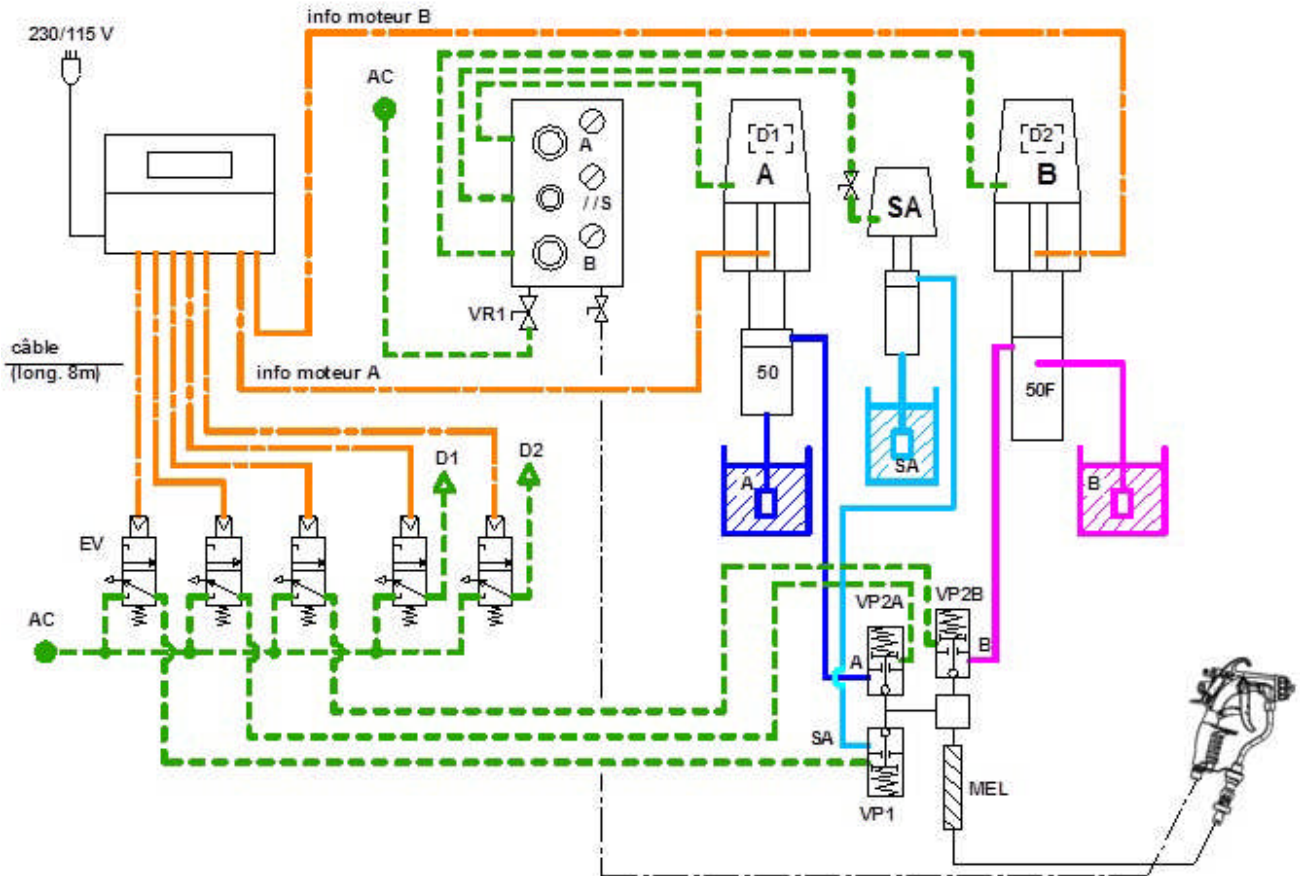 info moteur B
230/115 V
AC
A
//S
B
D1
A
SA
D2
B
VR1
câble
(long. 8m)
info moteur A
50
50F
SA
A
B
D1
D2
EV
AC
VP2A
VP2B
A
B
SA
VP1
MEL